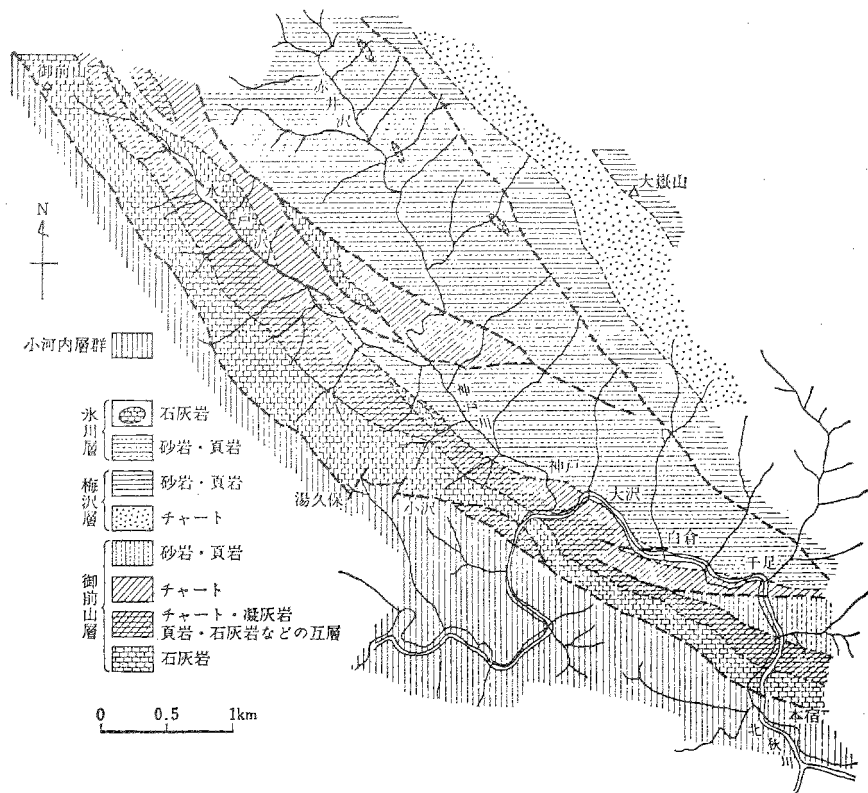 御前山
赤井沢
大嶽山
N
小河内層群
氷川層
石灰岩
砂岩・頁岩
梅沢層
砂岩・頁岩
チャート
御前山層
砂岩・頁岩
チャート
チャート・凝灰岩
頁岩・石灰岩などの互層
石灰岩
神戸川
神戸
大沢
湯久保
小沢
白倉
千足
本宿
北秋川
0 0.5 1km